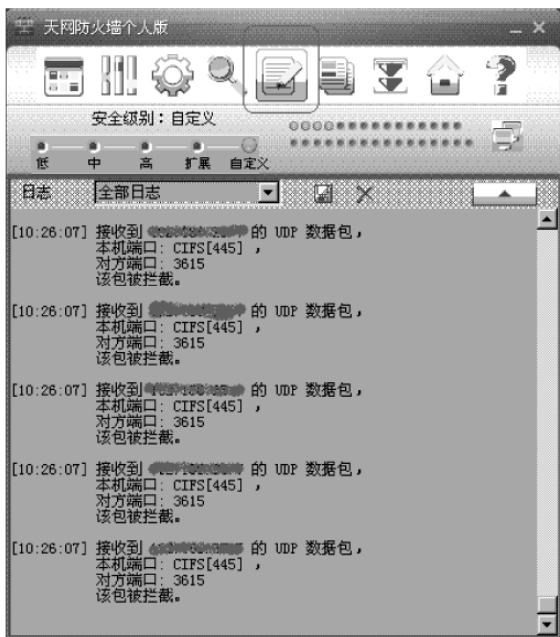 天网防火墙个人版
安全级别：自定义
低 中 高 扩展 自定义
日志 全部日志
[10:26:07] 接收到 的 UDP 数据包，
本机端口: CIFS[445] ，
对方端口: 3615
该包被拦截。
[10:26:07] 接收到 的 UDP 数据包，
本机端口: CIFS[445] ，
对方端口: 3615
该包被拦截。
[10:26:07] 接收到 的 UDP 数据包，
本机端口: CIFS[445] ，
对方端口: 3615
该包被拦截。
[10:26:07] 接收到 的 UDP 数据包，
本机端口: CIFS[445] ，
对方端口: 3615
该包被拦截。
[10:26:07] 接收到 的 UDP 数据包，
本机端口: CIFS[445] ，
对方端口: 3615
该包被拦截。